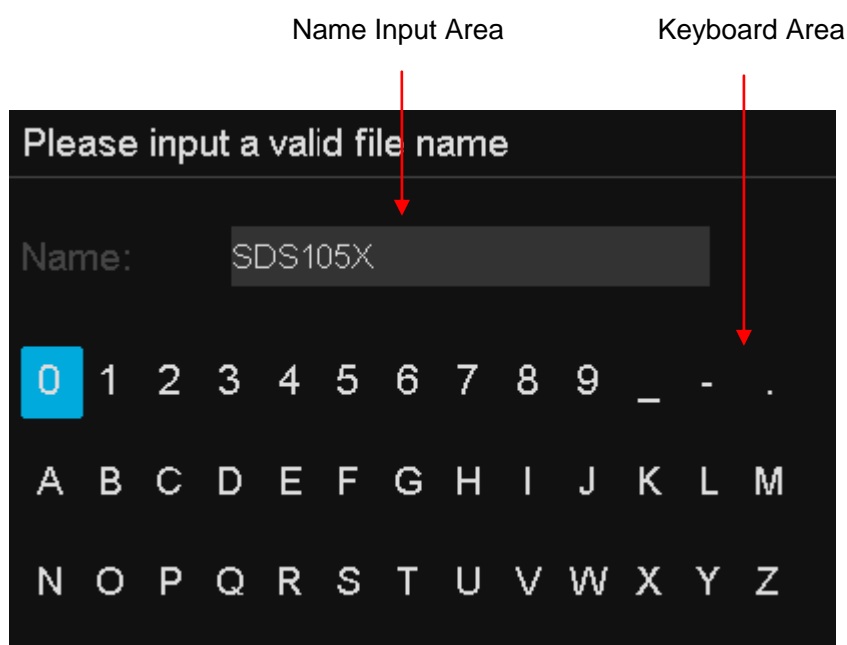 Name Input Area Keyboard Area
Please input a valid file name
Name: SDS105X
0 1 2 3 4 5 6 7 8 9 _ - .
A B C D E F G H I J K L M
N O P Q R S T U V W X Y Z